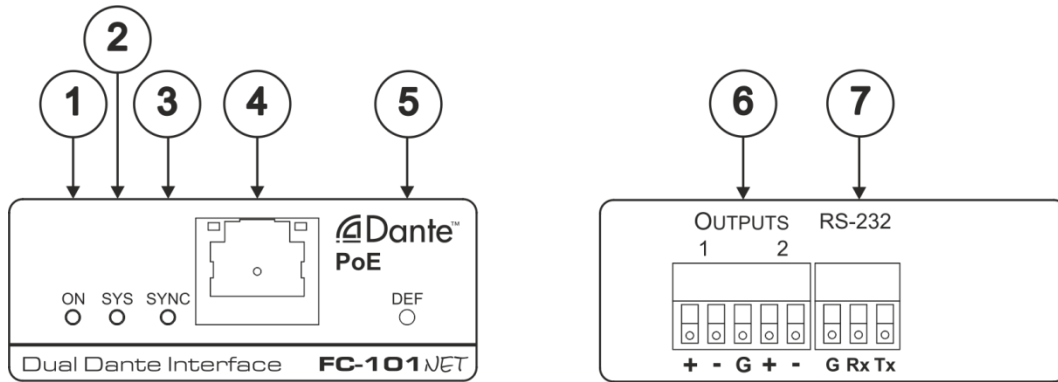 1 2 3 4 5
ON SYS SYNC
Dante™
PoE
DEF
Dual Dante Interface FC-101NET
6 7
OUTPUTS RS-232
1 2
+ - G + - G Rx Tx